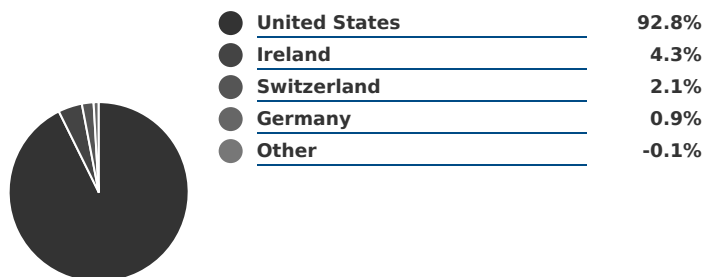 United States 92.8%
Ireland 4.3%
Switzerland 2.1%
Germany 0.9%
Other -0.1%